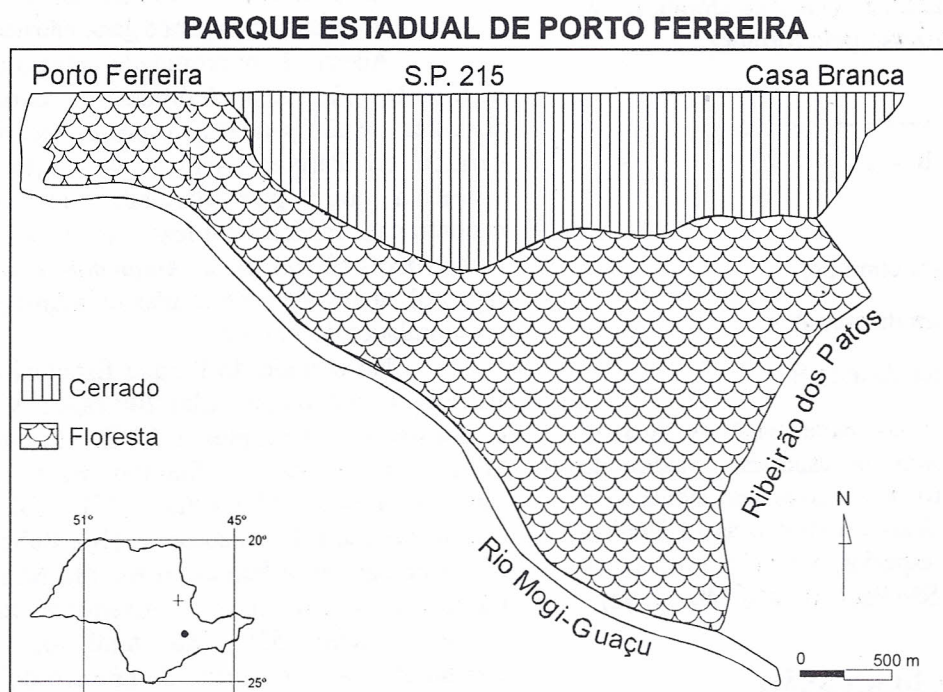 PARQUE ESTADUAL DE PORTO FERREIRA
Porto Ferreira S.P. 215 Casa Branca
Cerrado
Floresta
Ribeirão dos Patos
Rio Mogi-Guaçu
N
0 500 m
51° 45°
20°
25°